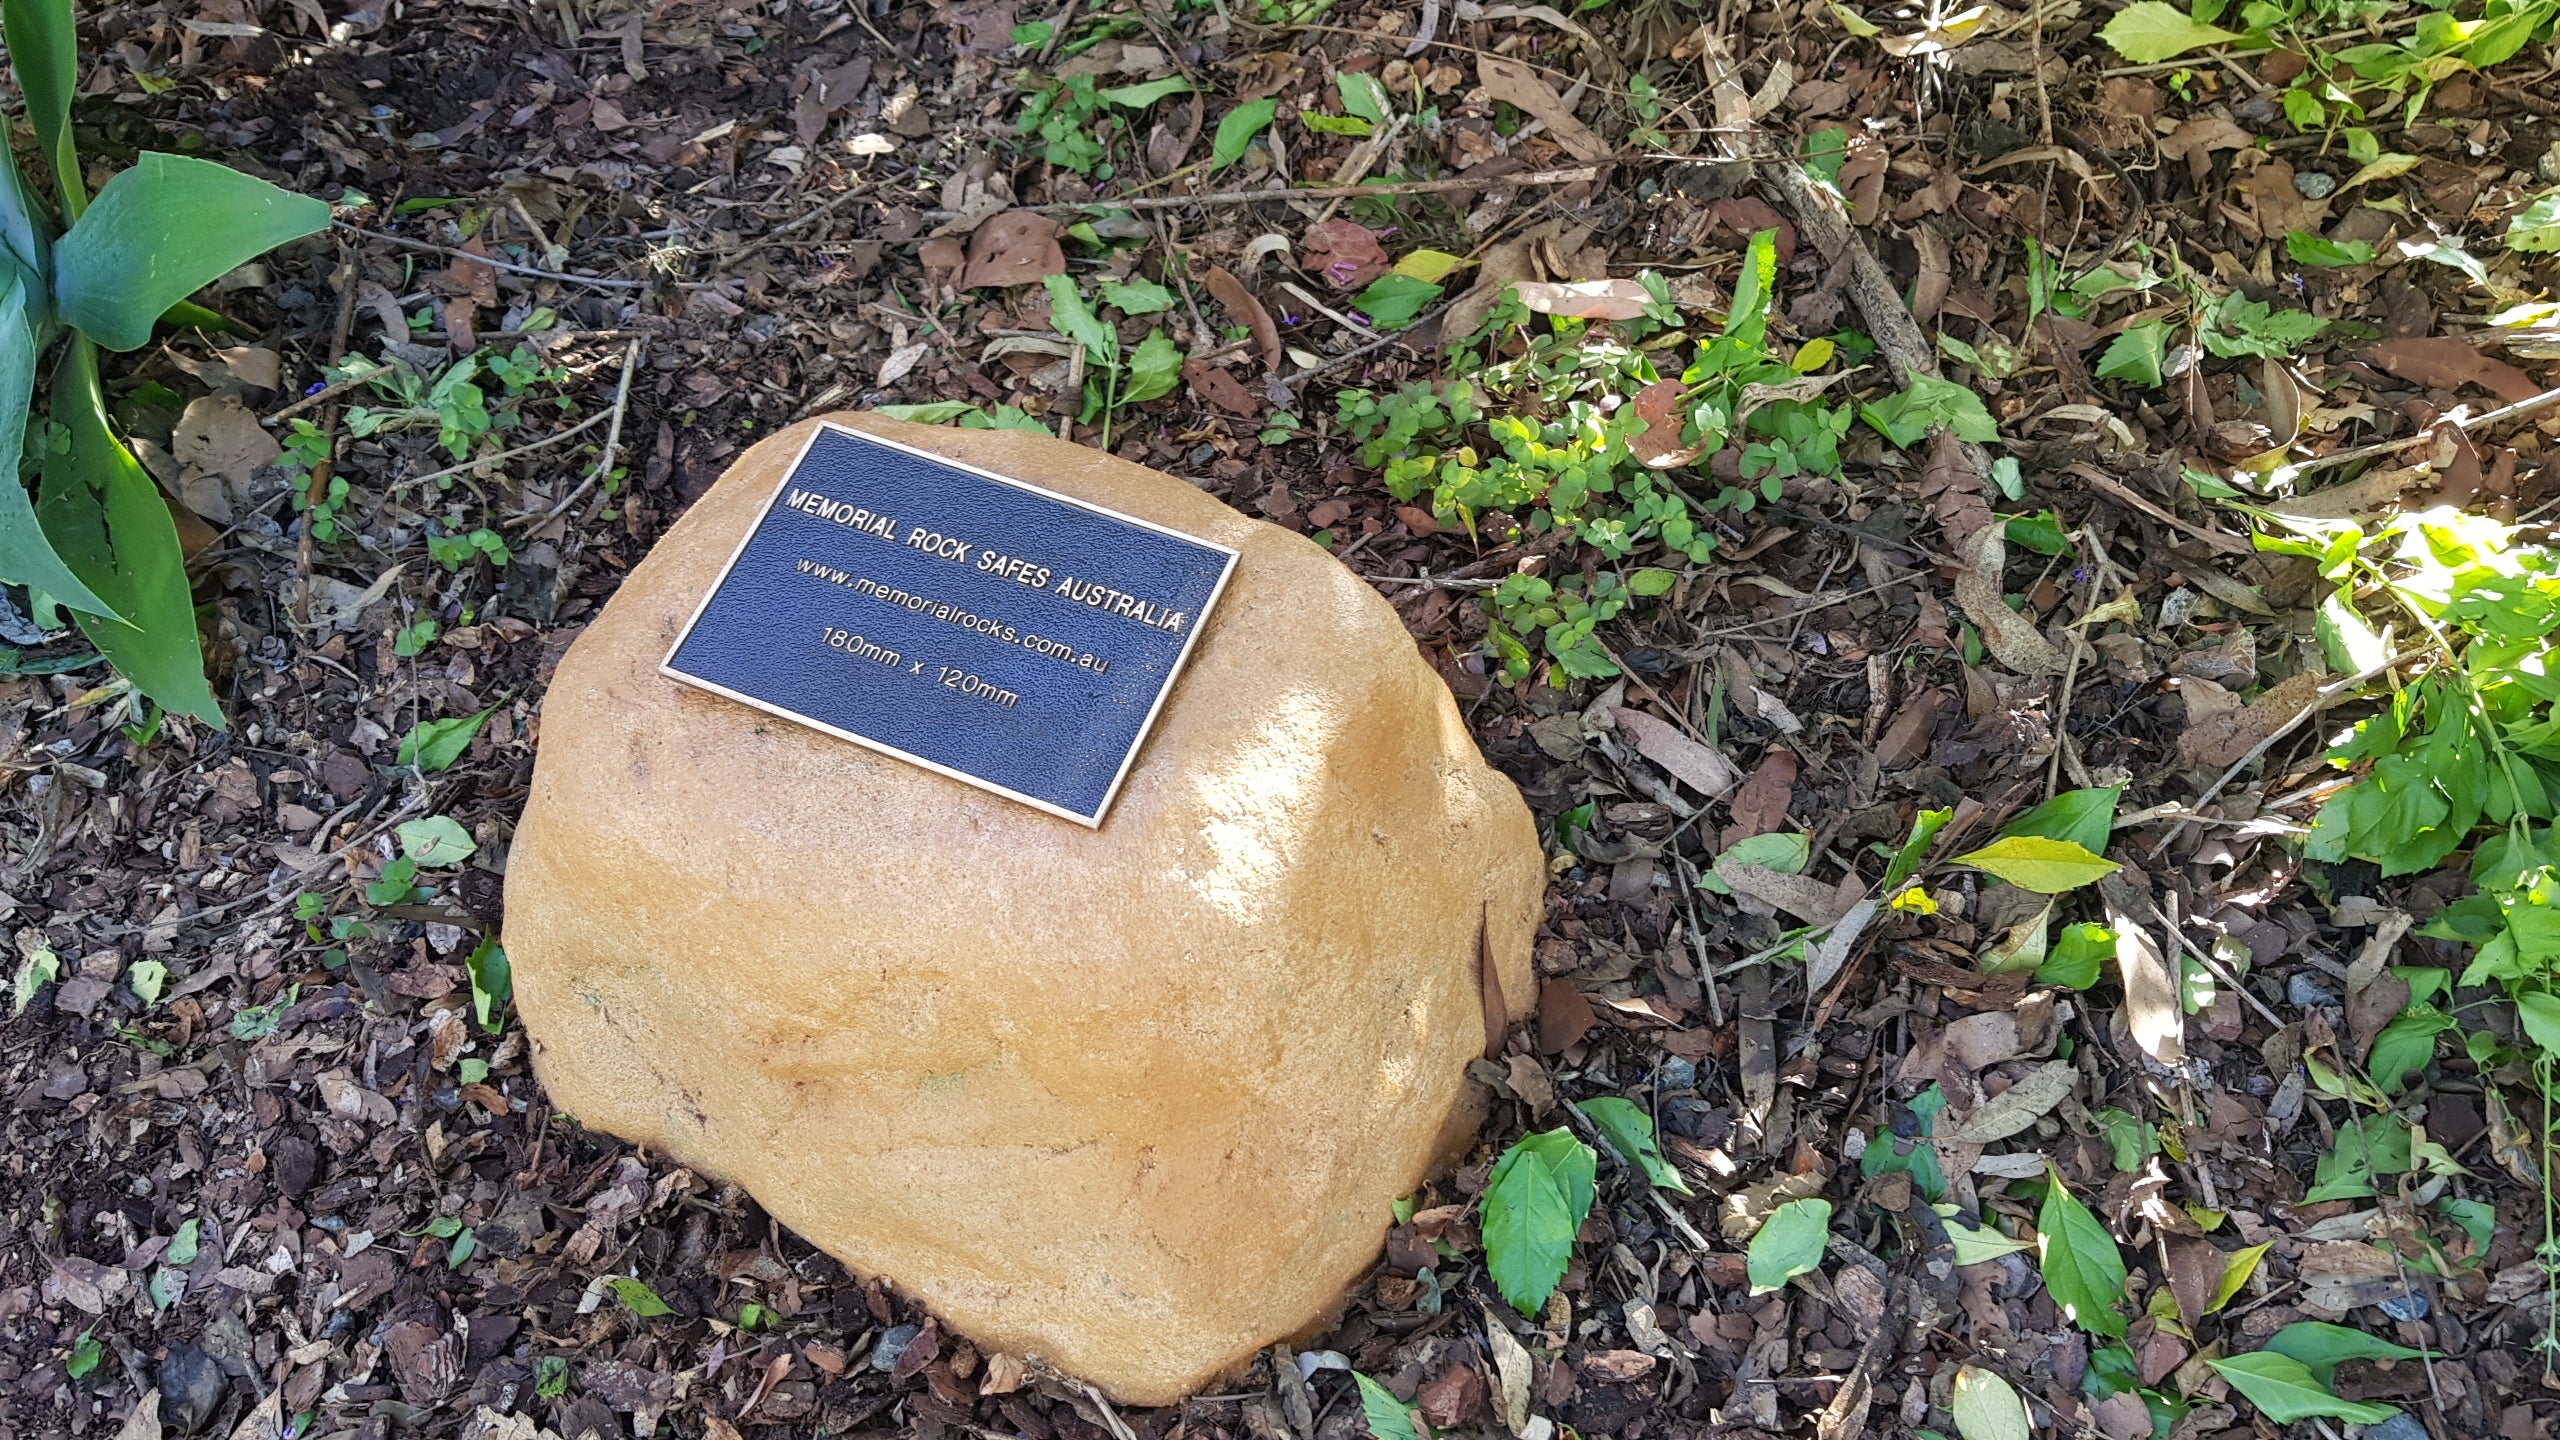 MEMORIAL ROCK SAFES AUSTRALIA
www.memorialrocks.com.au
180mm x 120mm